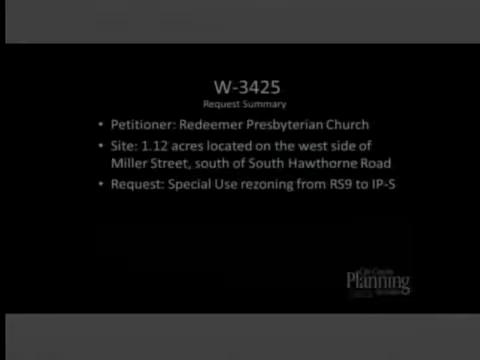 W-3425
Request Summary
• Petitioner: Redeemer Presbyterian Church
• Site: 1.12 acres located on the west side of
Miller Street, south of South Hawthorne Road
• Request: Special Use rezoning from RS9 to IP-S
Planning